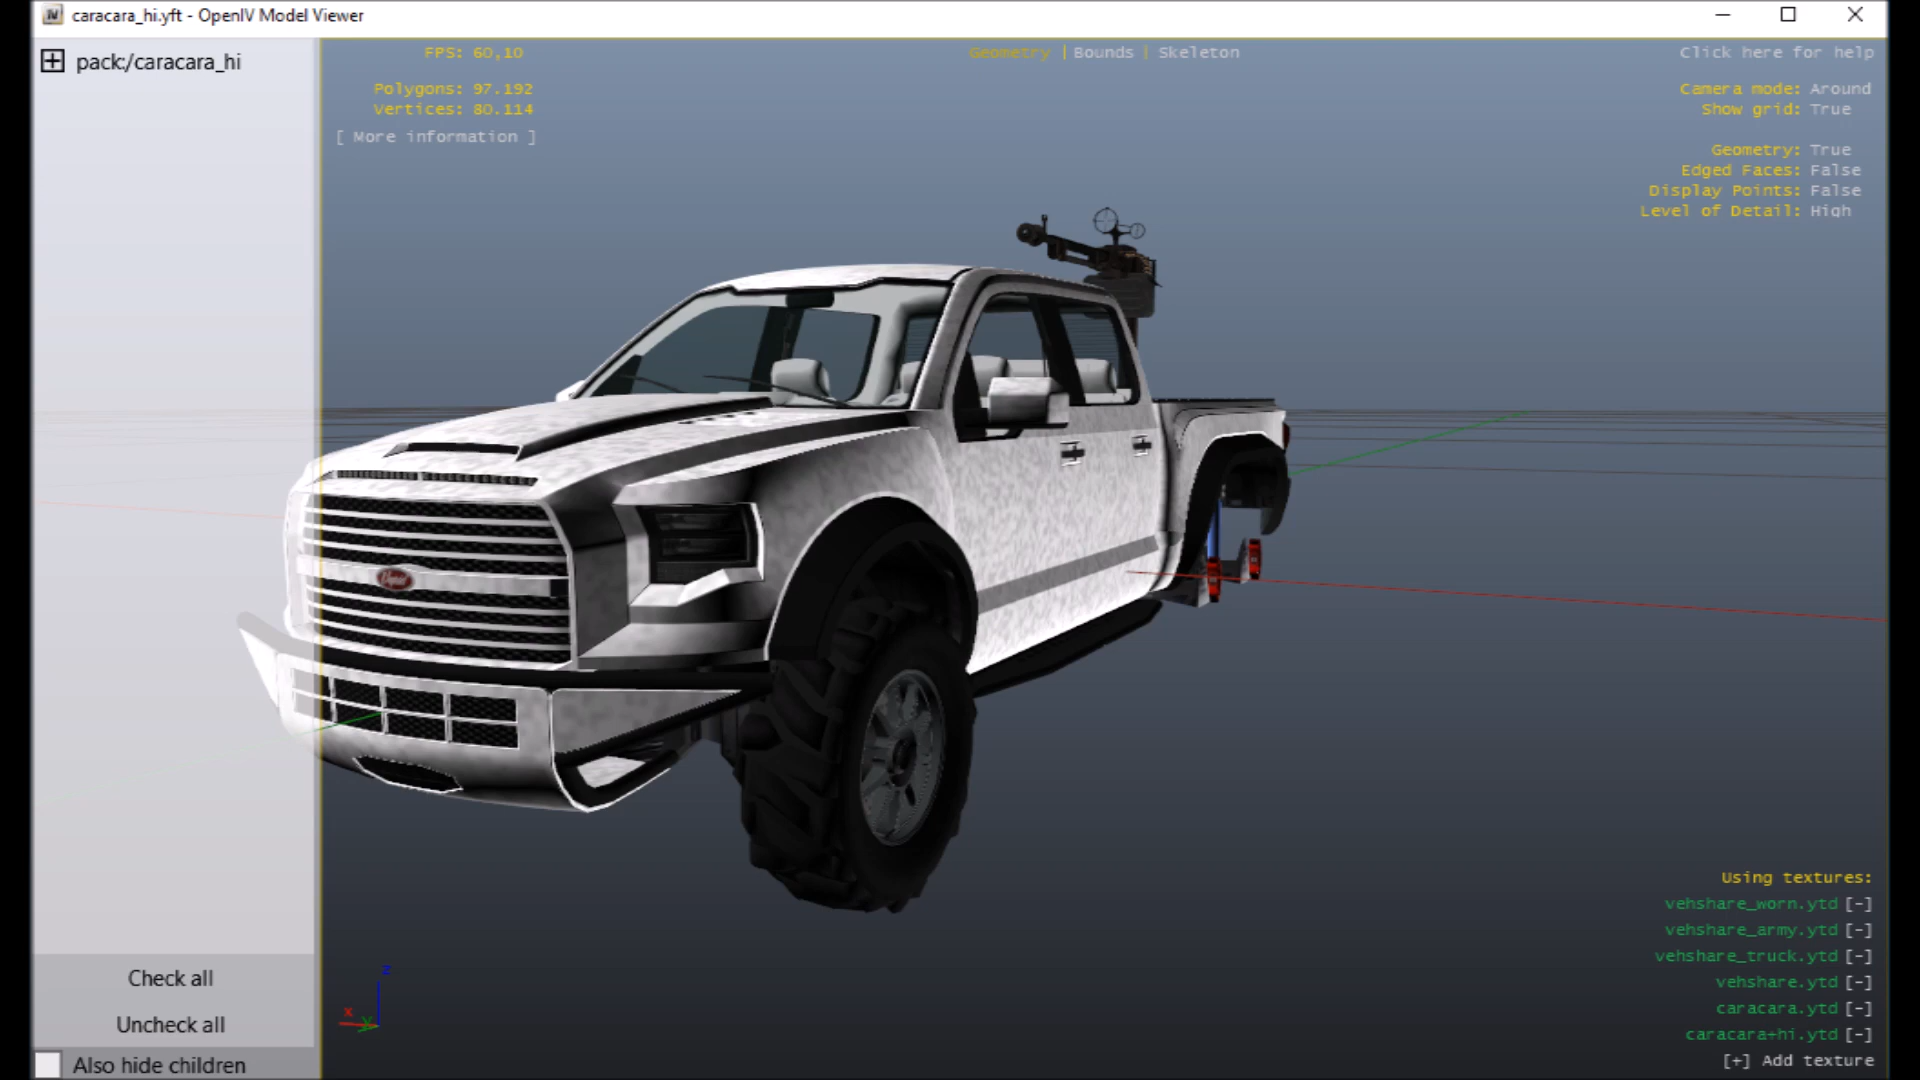 caracara_hi.yft - OpenIV Model Viewer
pack:/caracara_hi
FPS: 60,10
Polygons: 97.192
Vertices: 80.114
[ More information ]
Geometry | Bounds | Skeleton
Click here for help
Camera mode: Around
Show grid: True
Geometry: True
Edged Faces: False
Display Points: False
Level of Detail: High
Vapid
z
x
y
Using textures:
vehshare_worn.ytd [-]
vehshare_army.ytd [-]
vehshare_truck.ytd [-]
vehshare.ytd [-]
caracara.ytd [-]
caracara+hi.ytd [-]
[+] Add texture
Check all
Uncheck all
Also hide children